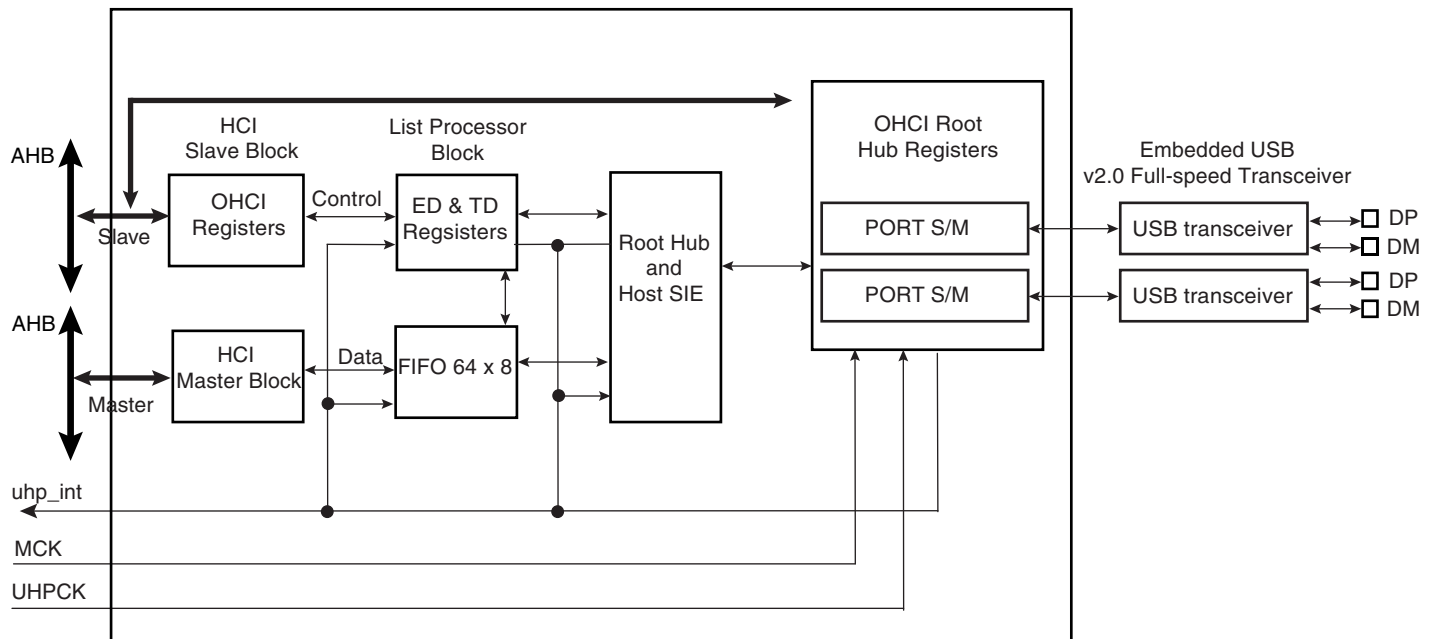 AHB
HCI
Slave Block
List Processor
Block
OHCI
Registers
Control
ED & TD
Regsisters
Slave
Root Hub
and
Host SIE
OHCI Root
Hub Registers
PORT S/M
PORT S/M
Embedded USB
v2.0 Full-speed Transceiver
USB transceiver
DP
DM
USB transceiver
DP
DM
AHB
HCI
Master Block
Data
FIFO 64 x 8
Master
uhp_int
MCK
UHPCK